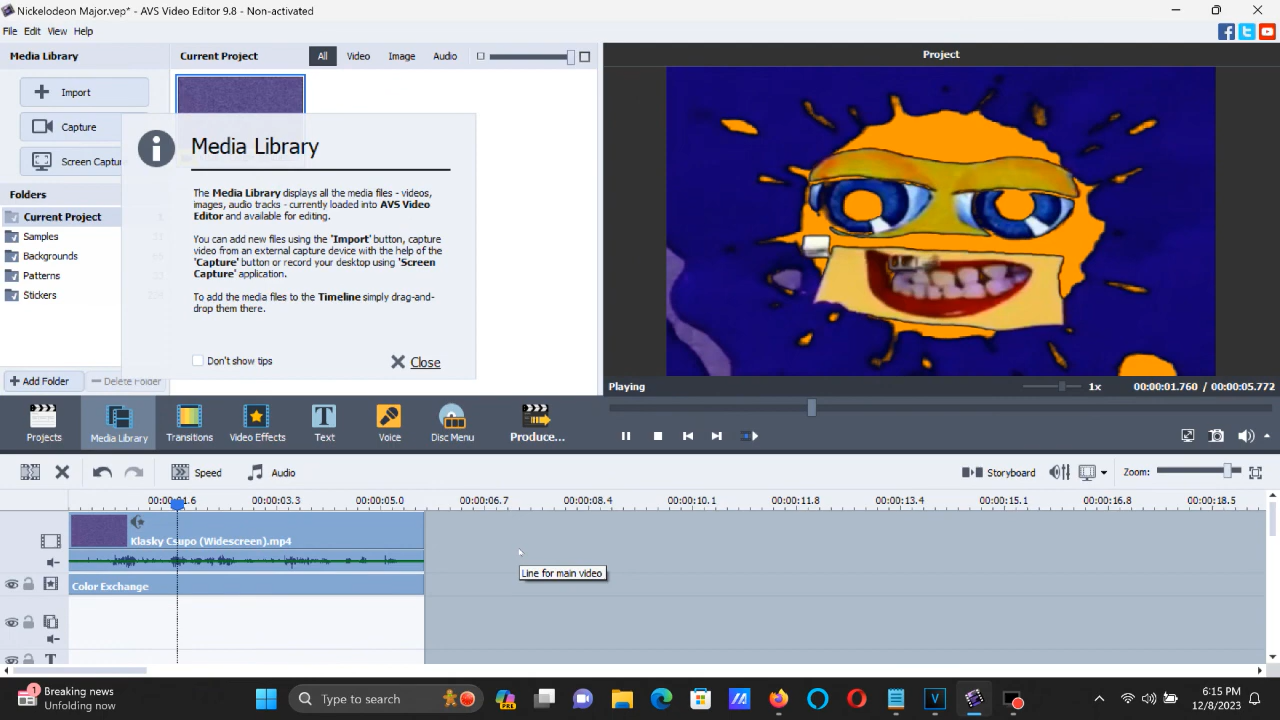 Nickelodeon Major.vep* - AVS Video Editor 9.8 - Non-activated
File Edit View Help
Media Library
Current Project
All
Video
Image
Audio
Project
Import
Capture
Screen Captu
Folders
Current Project
Samples
Backgrounds
Patterns
Stickers
Media Library
The Media Library displays all the media files - videos,
images, audio tracks - currently loaded into AVS Video
Editor and available for editing.
You can add new files using the 'Import' button, capture
video from an external capture device with the help of the
'Capture' button or record your desktop using 'Screen
Capture' application.
To add the media files to the Timeline simply drag-and-
drop them there.
Don't show tips
Close
Add Folder
Delete Folder
Playing
1x
00:00:01.760 / 00:00:05.772
Projects
Media Library
Transitions
Video Effects
Text
Voice
Disc Menu
Produce...
Speed
Audio
Storyboard
Zoom:
00:00:01.6 00:00:03.3 00:00:05.0 00:00:06.7 00:00:08.4 00:00:10.1 00:00:11.8 00:00:13.4 00:00:15.1 00:00:16.8 00:00:18.5
Klasky Csupo (Widescreen).mp4
Line for main video
Color Exchange
T
1
Breaking news
Unfolding now
Type to search
PRE
6:15 PM
12/8/2023